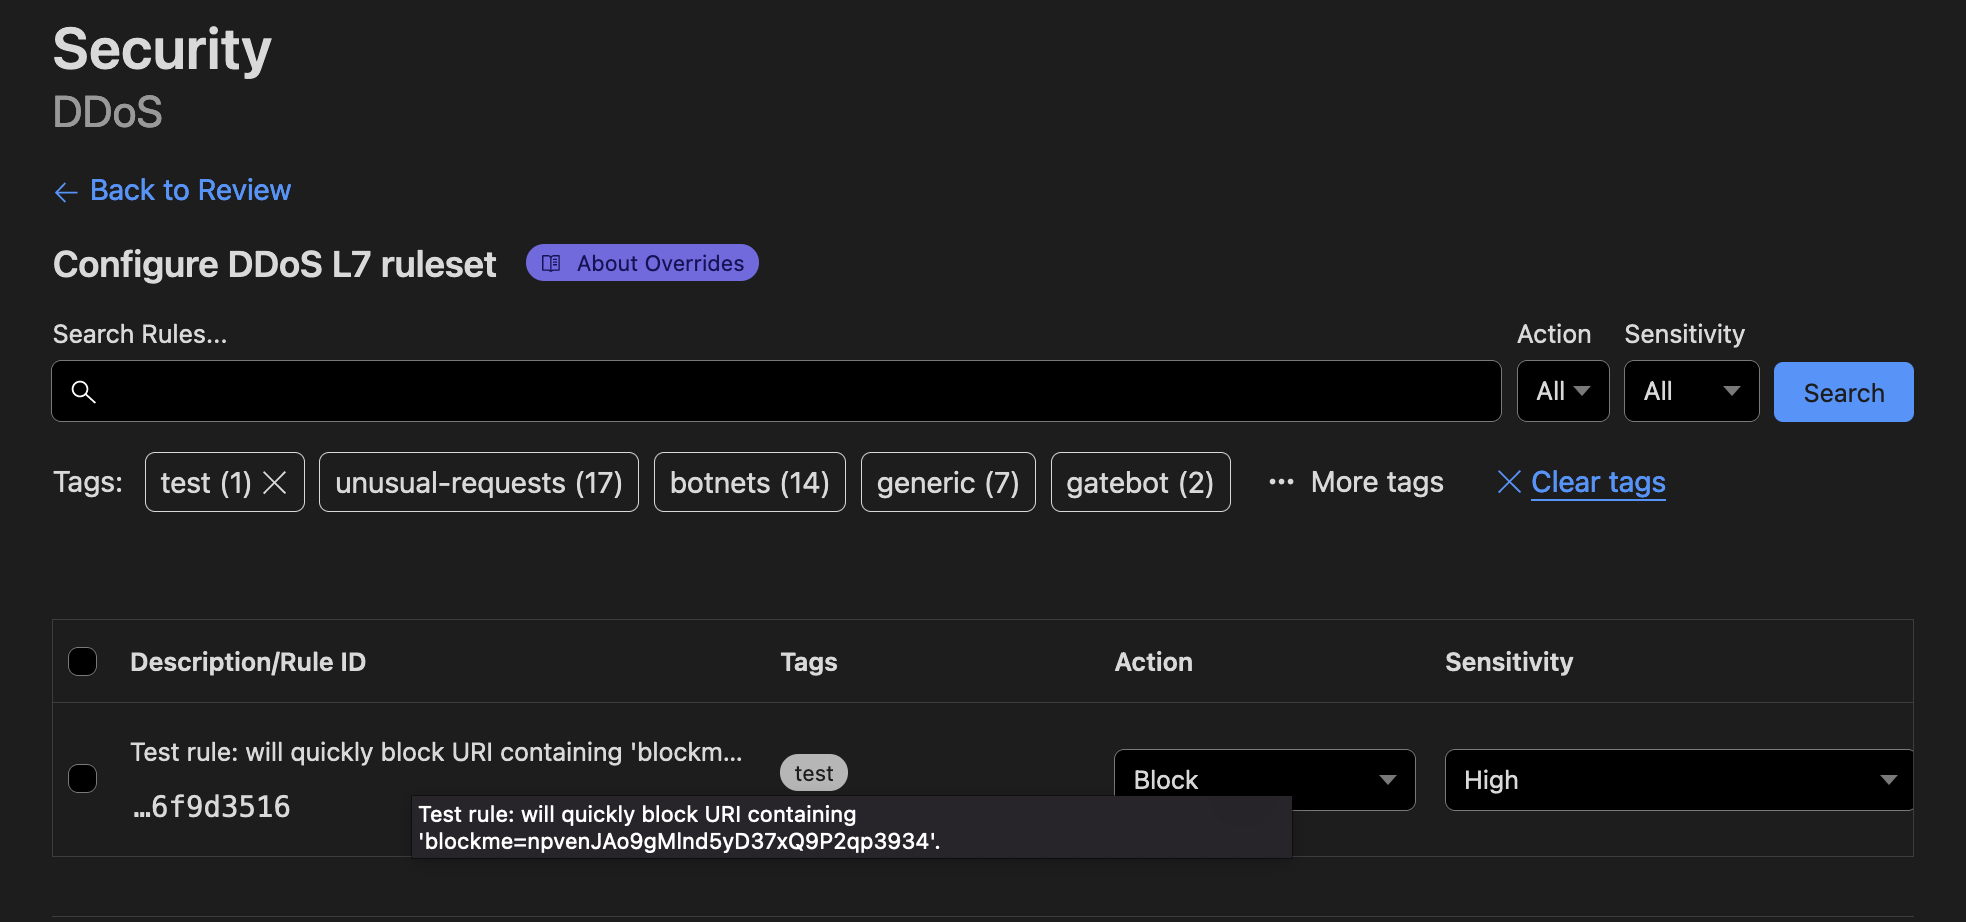 Security
DDoS
← Back to Review
Configure DDoS L7 ruleset About Overrides
Search Rules...
Action Sensitivity
All All Search
Tags: test (1) unusual-requests (17) botnets (14) generic (7) gatebot (2) ··· More tags Clear tags
Description/Rule ID Tags Action Sensitivity
Test rule: will quickly block URI containing 'blockm...
...6f9d3516
test
Block
High
Test rule: will quickly block URI containing
'blockme=npvenJAo9gMlnd5yD37xQ9P2qp3934'.